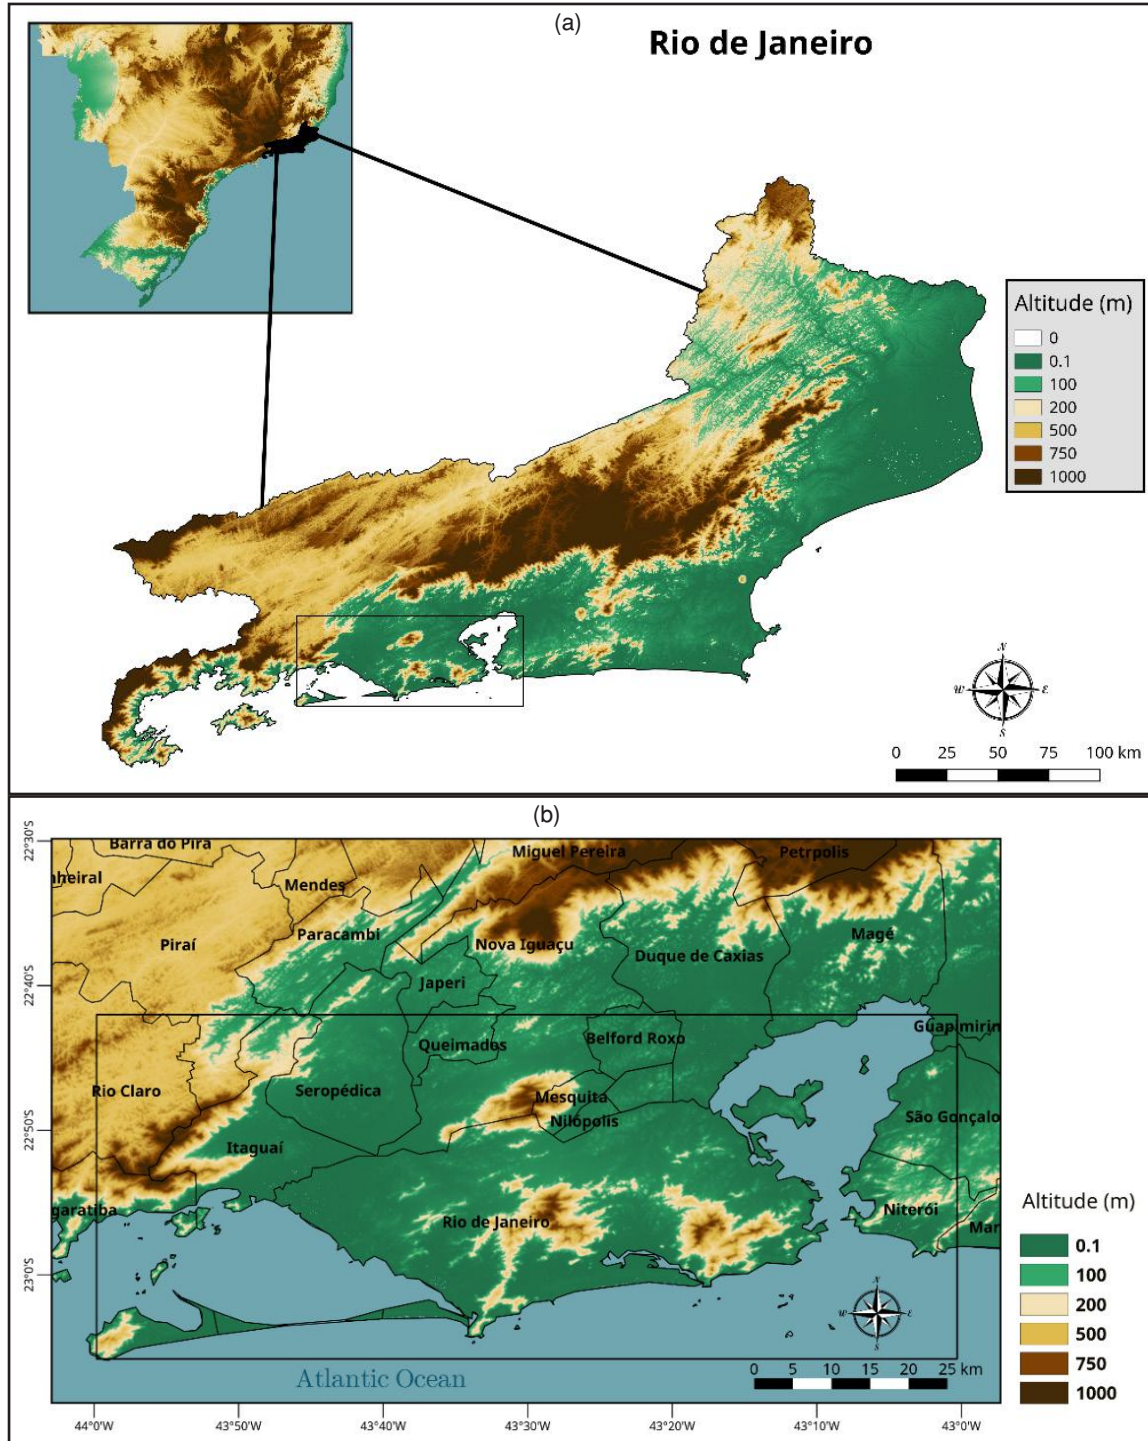 (a)
Rio de Janeiro
Altitude (m)
0
0.1
100
200
500
750
1000
N
W
E
S
0 25 50 75 100 km
(b)
22°30'S
22°40'S
22°50'S
23°0'S
Barra do Pira
Miguel Pereira
Petrpolis
nheiral
Mendes
Piraí
Paracambi
Nova Iguaçu
Duque de Caxias
Magé
Japeri
Guapimirin
Queimados
Belford Roxo
Rio Claro
Seropédica
Mesquita
Nilópolis
São Gonçalo
Itaguaí
garatiba
Rio de Janeiro
Niterói
Mar
N
W
E
S
0 5 10 15 20 25 km
Atlantic Ocean
Altitude (m)
0.1
100
200
500
750
1000
44°0'W 43°50'W 43°40'W 43°30'W 43°20'W 43°10'W 43°0'W